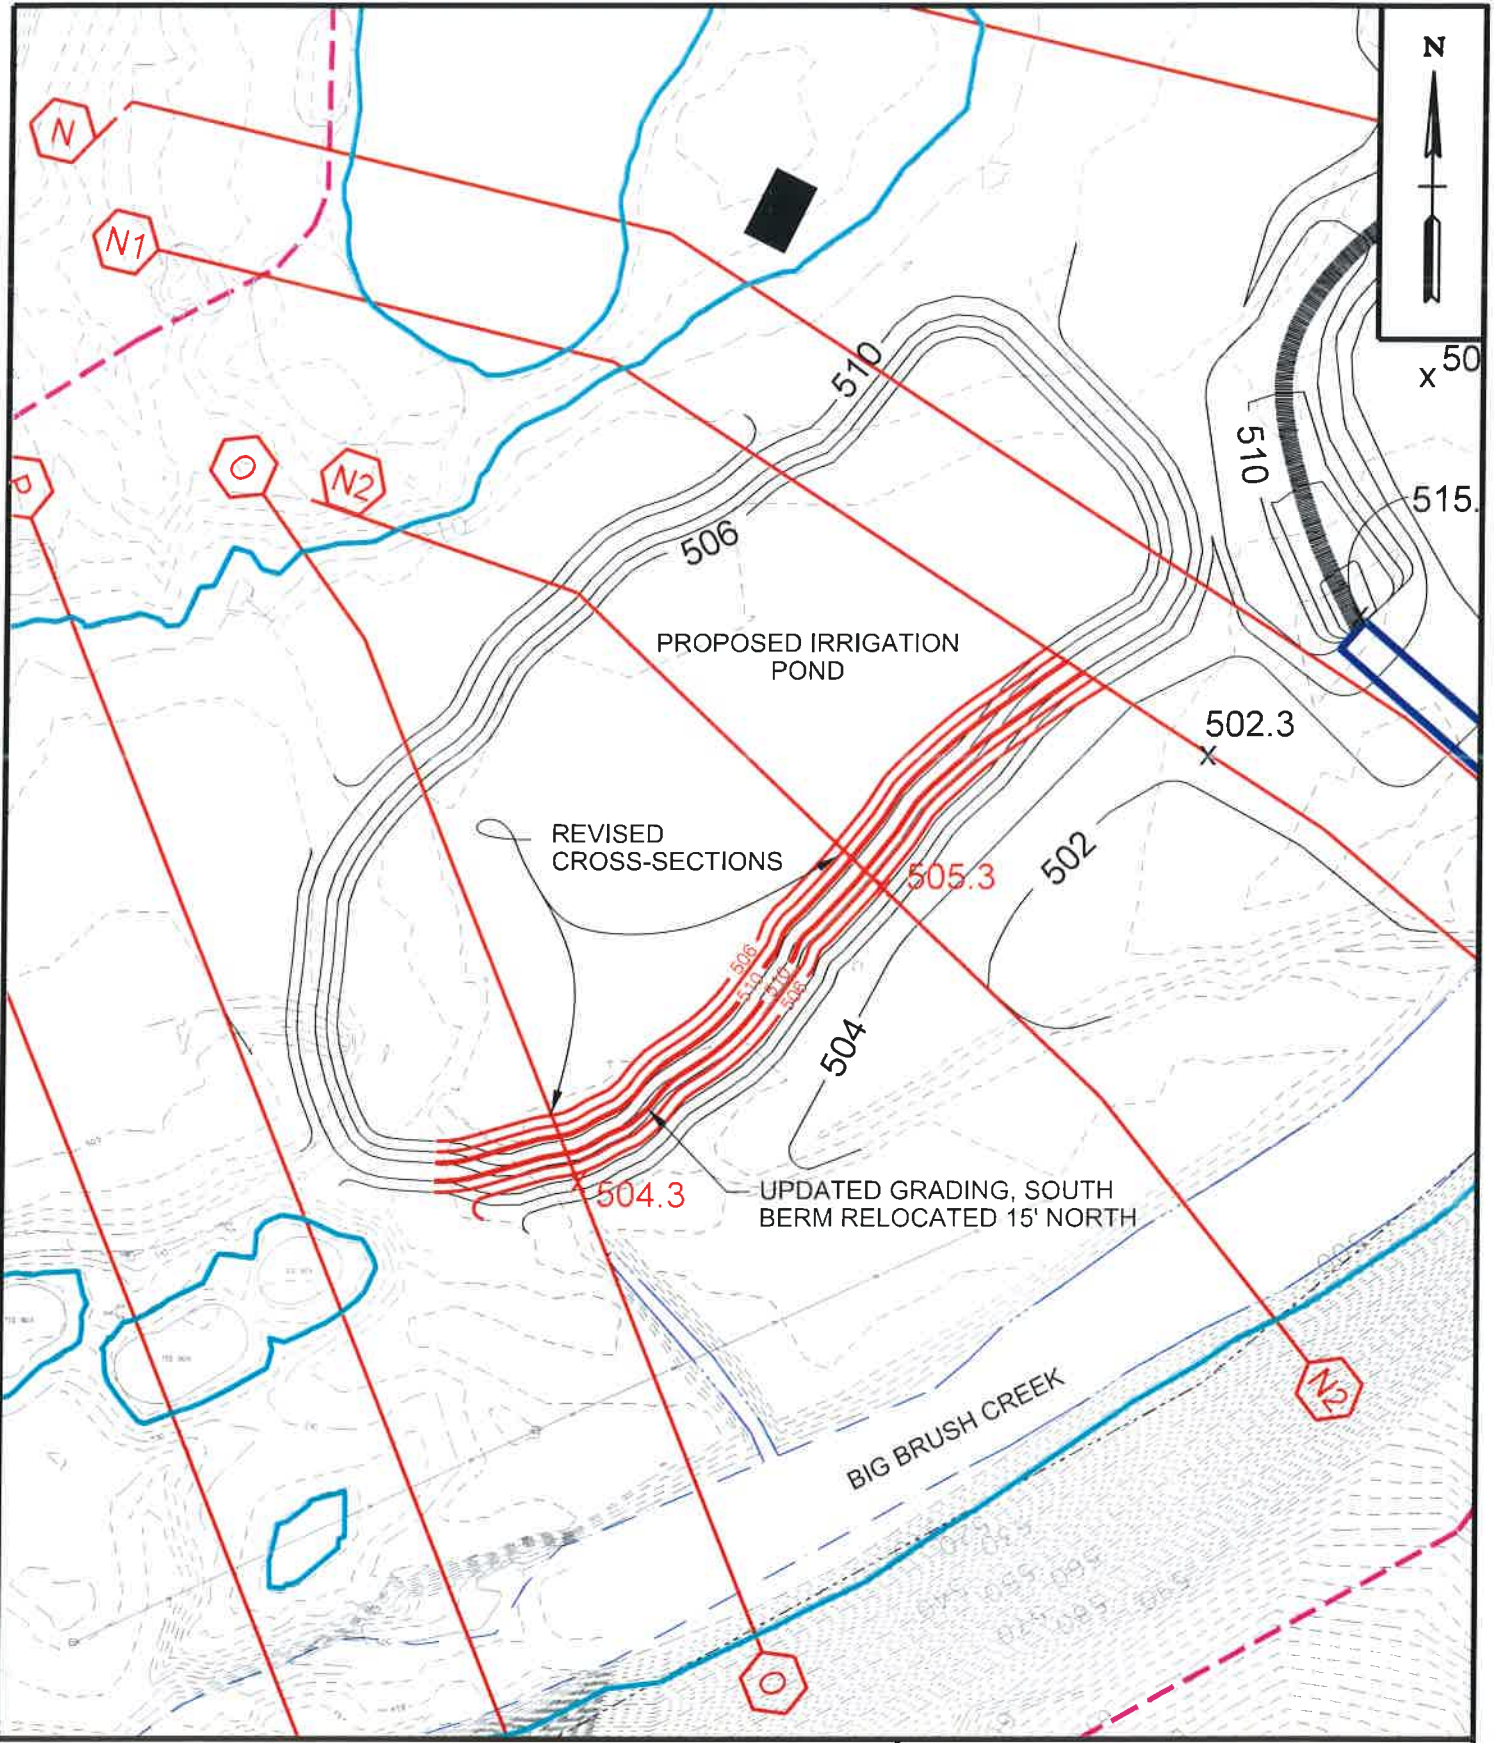 N
N
N1
510
x 50
510
O
N2
P
515.
506
PROPOSED IRRIGATION
POND
502.3
x
REVISED
CROSS-SECTIONS
502
505.3
506
510
510
506
504
504.3
UPDATED GRADING, SOUTH
BERM RELOCATED 15' NORTH
N2
BIG BRUSH CREEK
O